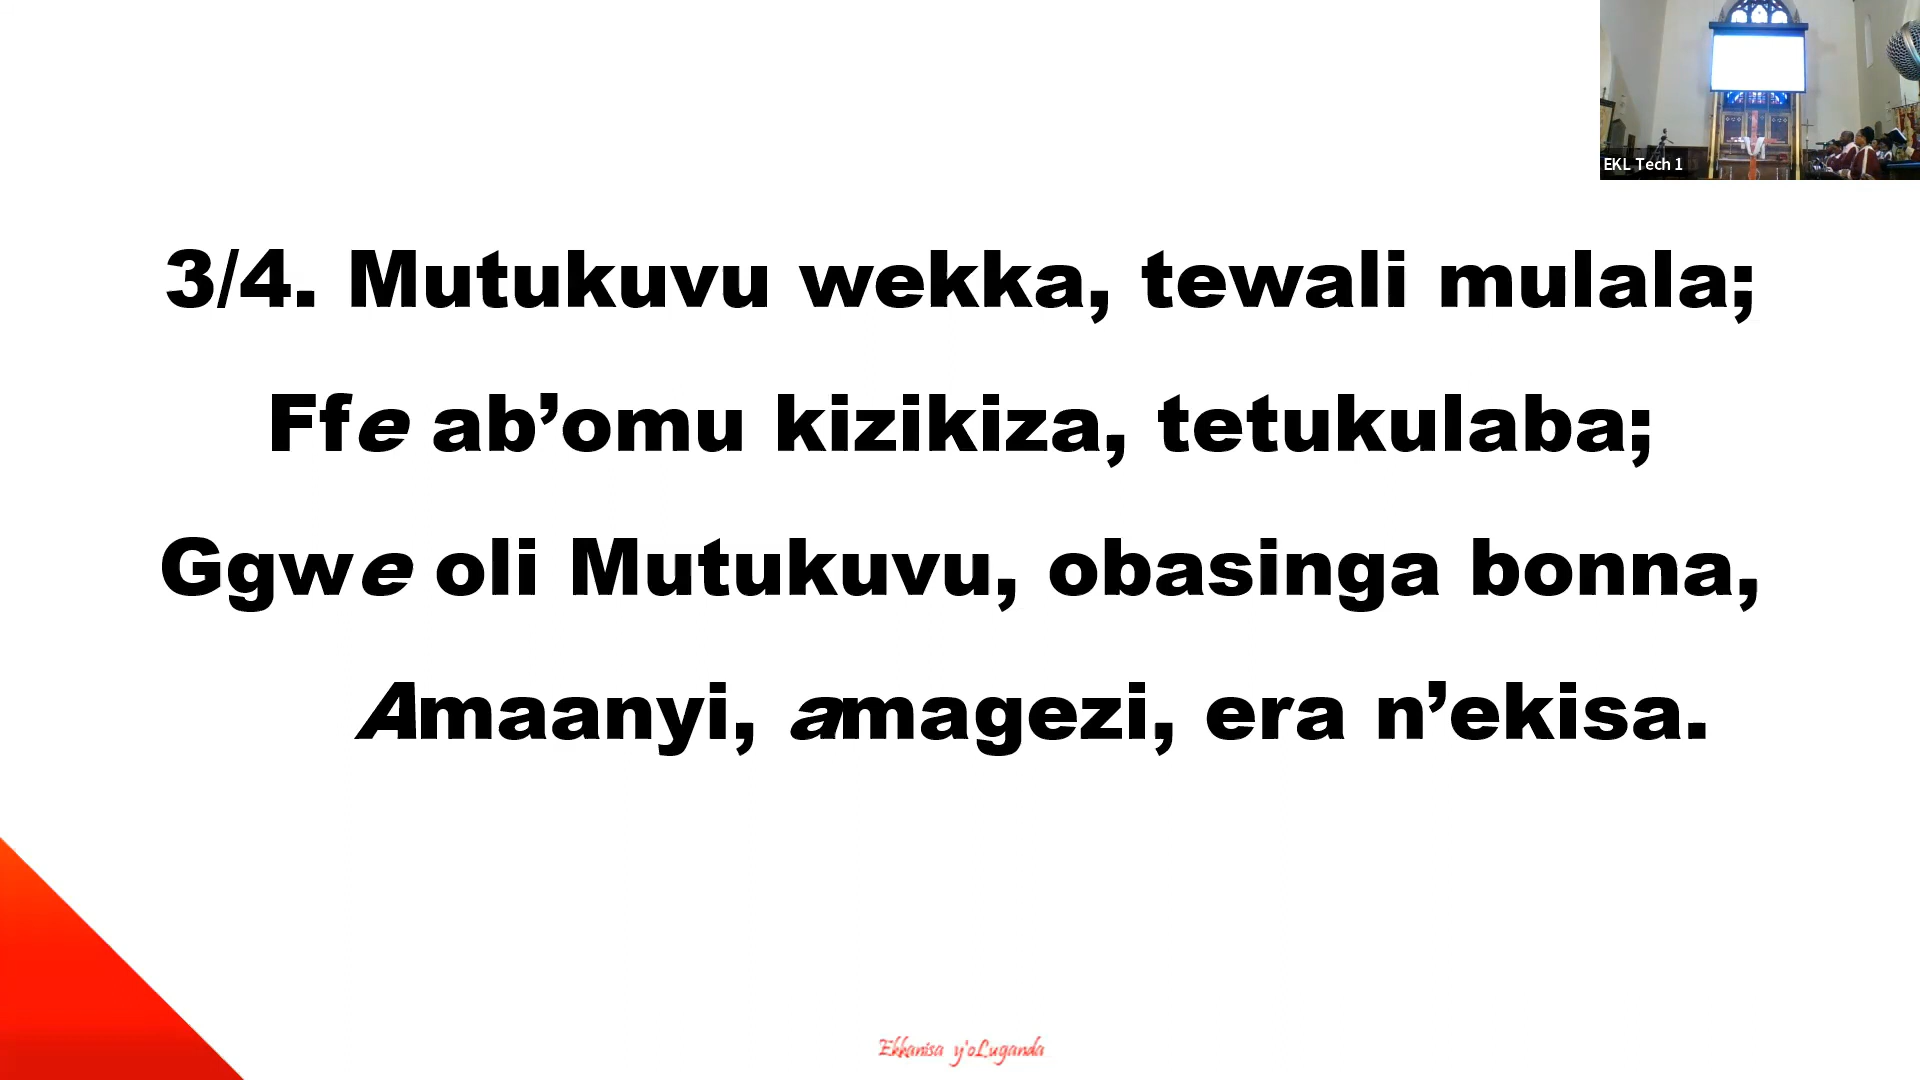 EKL Tech 1
3/4. Mutukuvu wekka, tewali mulala;
Ffe ab’omu kizikiza, tetukulaba;
Ggwe oli Mutukuvu, obasinga bonna,
Amaanyi, amagezi, era n’ekisa.
Ekkanisa y'oLuganda